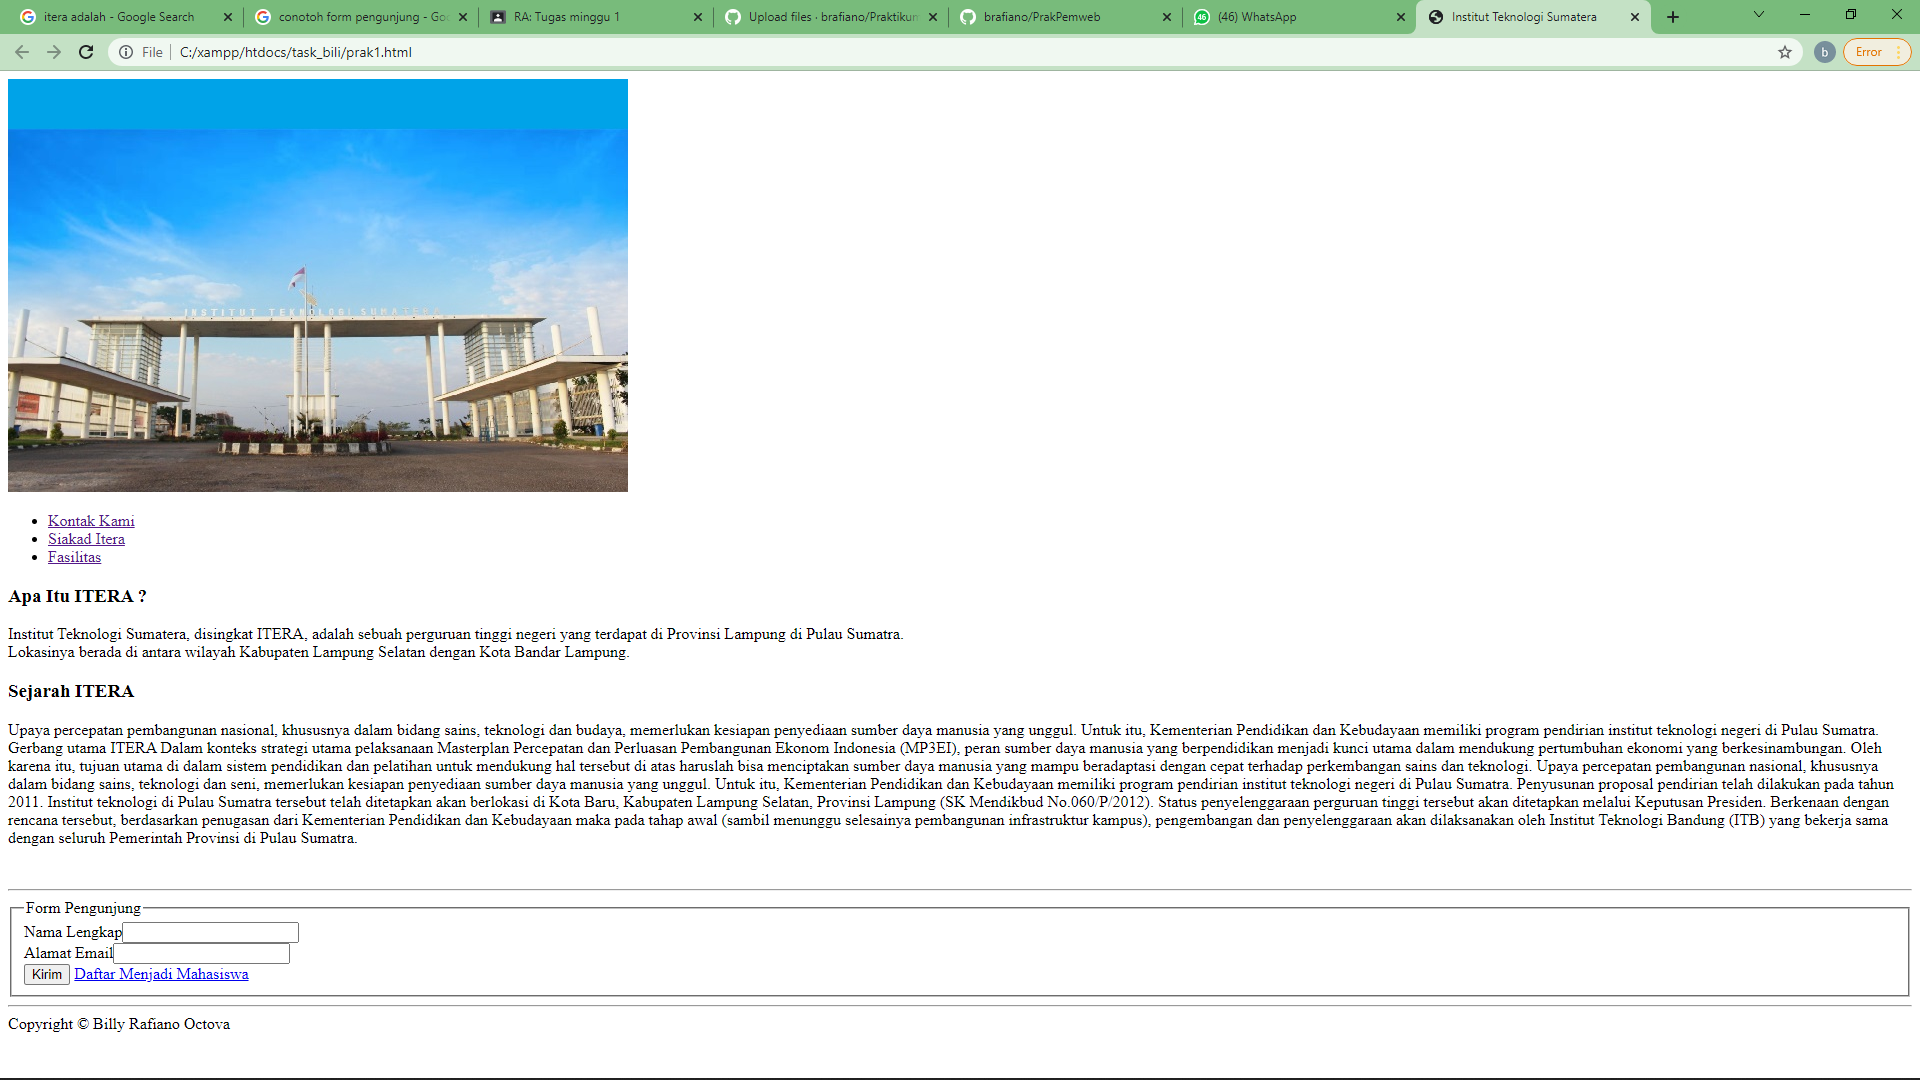 itera adalah - Google Search
conotoh form pengunjung - Goo
RA: Tugas minggu 1
Upload files · brafiano/Praktikum
brafiano/PrakPemweb
46
(46) WhatsApp
Institut Teknologi Sumatera
File
C:/xampp/htdocs/task_bili/prak1.html
b
Error
INSTITUT TEKNOLOGI SUMATERA
Kontak Kami
Siakad Itera
Fasilitas
Apa Itu ITERA ?
Institut Teknologi Sumatera, disingkat ITERA, adalah sebuah perguruan tinggi negeri yang terdapat di Provinsi Lampung di Pulau Sumatra.
Lokasinya berada di antara wilayah Kabupaten Lampung Selatan dengan Kota Bandar Lampung.
Sejarah ITERA
Upaya percepatan pembangunan nasional, khususnya dalam bidang sains, teknologi dan budaya, memerlukan kesiapan penyediaan sumber daya manusia yang unggul. Untuk itu, Kementerian Pendidikan dan Kebudayaan memiliki program pendirian institut teknologi negeri di Pulau Sumatra.
Gerbang utama ITERA Dalam konteks strategi utama pelaksanaan Masterplan Percepatan dan Perluasan Pembangunan Ekonom Indonesia (MP3EI), peran sumber daya manusia yang berpendidikan menjadi kunci utama dalam mendukung pertumbuhan ekonomi yang berkesinambungan. Oleh
karena itu, tujuan utama di dalam sistem pendidikan dan pelatihan untuk mendukung hal tersebut di atas haruslah bisa menciptakan sumber daya manusia yang mampu beradaptasi dengan cepat terhadap perkembangan sains dan teknologi. Upaya percepatan pembangunan nasional, khususnya
dalam bidang sains, teknologi dan seni, memerlukan kesiapan penyediaan sumber daya manusia yang unggul. Untuk itu, Kementerian Pendidikan dan Kebudayaan memiliki program pendirian institut teknologi negeri di Pulau Sumatra. Penyusunan proposal pendirian telah dilakukan pada tahun
2011. Institut teknologi di Pulau Sumatra tersebut telah ditetapkan akan berlokasi di Kota Baru, Kabupaten Lampung Selatan, Provinsi Lampung (SK Mendikbud No.060/P/2012). Status penyelenggaraan perguruan tinggi tersebut akan ditetapkan melalui Keputusan Presiden. Berkenaan dengan
rencana tersebut, berdasarkan penugasan dari Kementerian Pendidikan dan Kebudayaan maka pada tahap awal (sambil menunggu selesainya pembangunan infrastruktur kampus), pengembangan dan penyelenggaraan akan dilaksanakan oleh Institut Teknologi Bandung (ITB) yang bekerja sama
dengan seluruh Pemerintah Provinsi di Pulau Sumatra.
Form Pengunjung
Nama Lengkap
Alamat Email
Kirim Daftar Menjadi Mahasiswa
Copyright © Billy Rafiano Octova